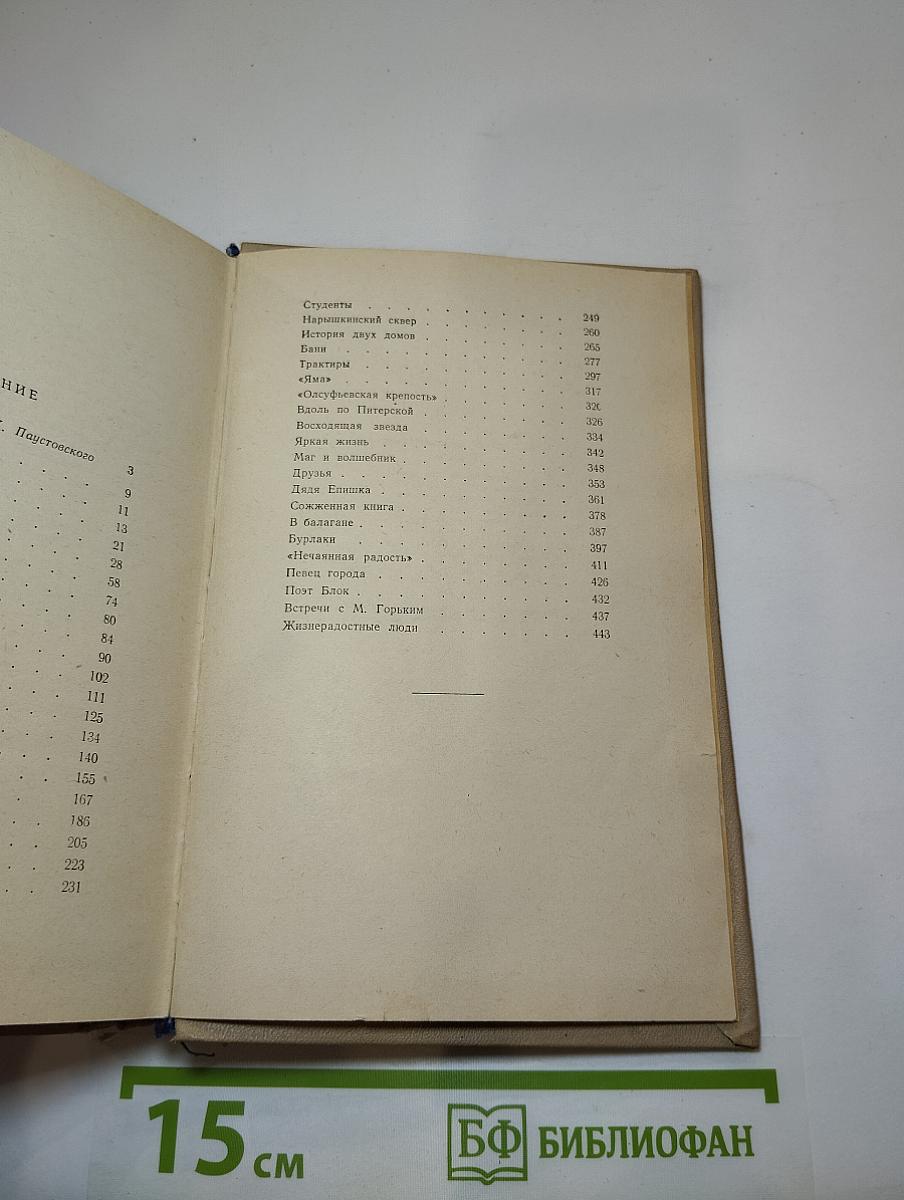 НИЕ
. Паустовского 3
9
11
13
21
28
58
74
80
84
90
102
111
125
134
140
155
167
186
205
223
231
Студенты . . . . . . . . . . 249
Нарышкинский сквер . . . . . . . 260
История двух домов . . . . . . . 265
Бани . . . . . . . . . . . 277
Трактиры . . . . . . . . . . 297
«Яма» . . . . . . . . . . . 317
«Олсуфьевская крепость» . . . . . . 320
Вдоль по Питерской . . . . . . . 326
Восходящая звезда . . . . . . . 334
Яркая жизнь . . . . . . . . . 342
Маг и волшебник . . . . . . . . 348
Друзья . . . . . . . . . . 353
Дядя Епишка . . . . . . . . . 361
Сожженная книга . . . . . . . . 378
В балагане . . . . . . . . . 387
Бурлаки . . . . . . . . . . 397
«Нечаянная радость» . . . . . . . 411
Певец города . . . . . . . . . 426
Поэт Блок . . . . . . . . . . 432
Встречи с М. Горьким . . . . . . . 437
Жизнерадостные люди . . . . . . . 443
15 см
БФ БИБЛИОФАН